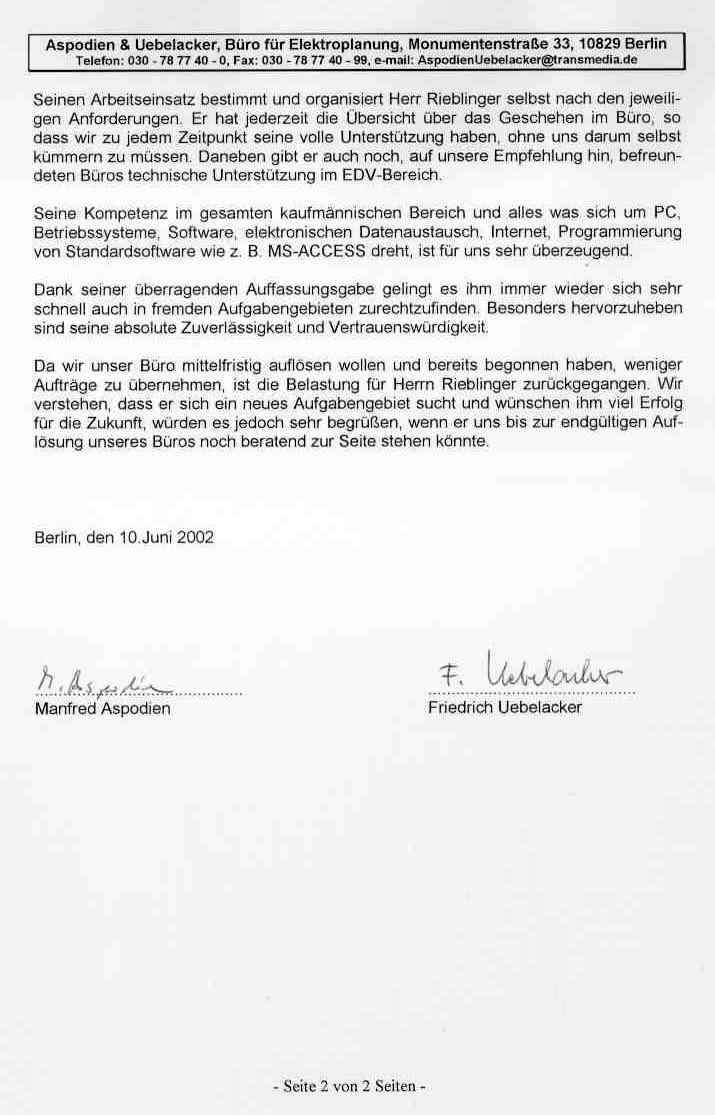 Aspodien & Uebelacker, Büro für Elektroplanung, Monumentenstraße 33, 10829 Berlin
Telefon: 030 - 78 77 40 - 0, Fax: 030 - 78 77 40 - 99, e-mail: AspodienUebelacker@transmedia.de
Seinen Arbeitseinsatz bestimmt und organisiert Herr Rieblinger selbst nach den jeweili-
gen Anforderungen. Er hat jederzeit die Übersicht über das Geschehen im Büro, so
dass wir zu jedem Zeitpunkt seine volle Unterstützung haben, ohne uns darum selbst
kümmern zu müssen. Daneben gibt er auch noch, auf unsere Empfehlung hin, befreun-
deten Büros technische Unterstützung im EDV-Bereich.
Seine Kompetenz im gesamten kaufmännischen Bereich und alles was sich um PC,
Betriebssysteme, Software, elektronischen Datenaustausch, Internet, Programmierung
von Standardsoftware wie z. B. MS-ACCESS dreht, ist für uns sehr überzeugend.
Dank seiner überragenden Auffassungsgabe gelingt es ihm immer wieder sich sehr
schnell auch in fremden Aufgabengebieten zurechtzufinden. Besonders hervorzuheben
sind seine absolute Zuverlässigkeit und Vertrauenswürdigkeit.
Da wir unser Büro mittelfristig auflösen wollen und bereits begonnen haben, weniger
Aufträge zu übernehmen, ist die Belastung für Herrn Rieblinger zurückgegangen. Wir
verstehen, dass er sich ein neues Aufgabengebiet sucht und wünschen ihm viel Erfolg
für die Zukunft, würden es jedoch sehr begrüßen, wenn er uns bis zur endgültigen Auf-
lösung unseres Büros noch beratend zur Seite stehen könnte.
Berlin, den 10.Juni 2002
M. Aspodien F. Uebelacker
Manfred Aspodien Friedrich Uebelacker
- Seite 2 von 2 Seiten -